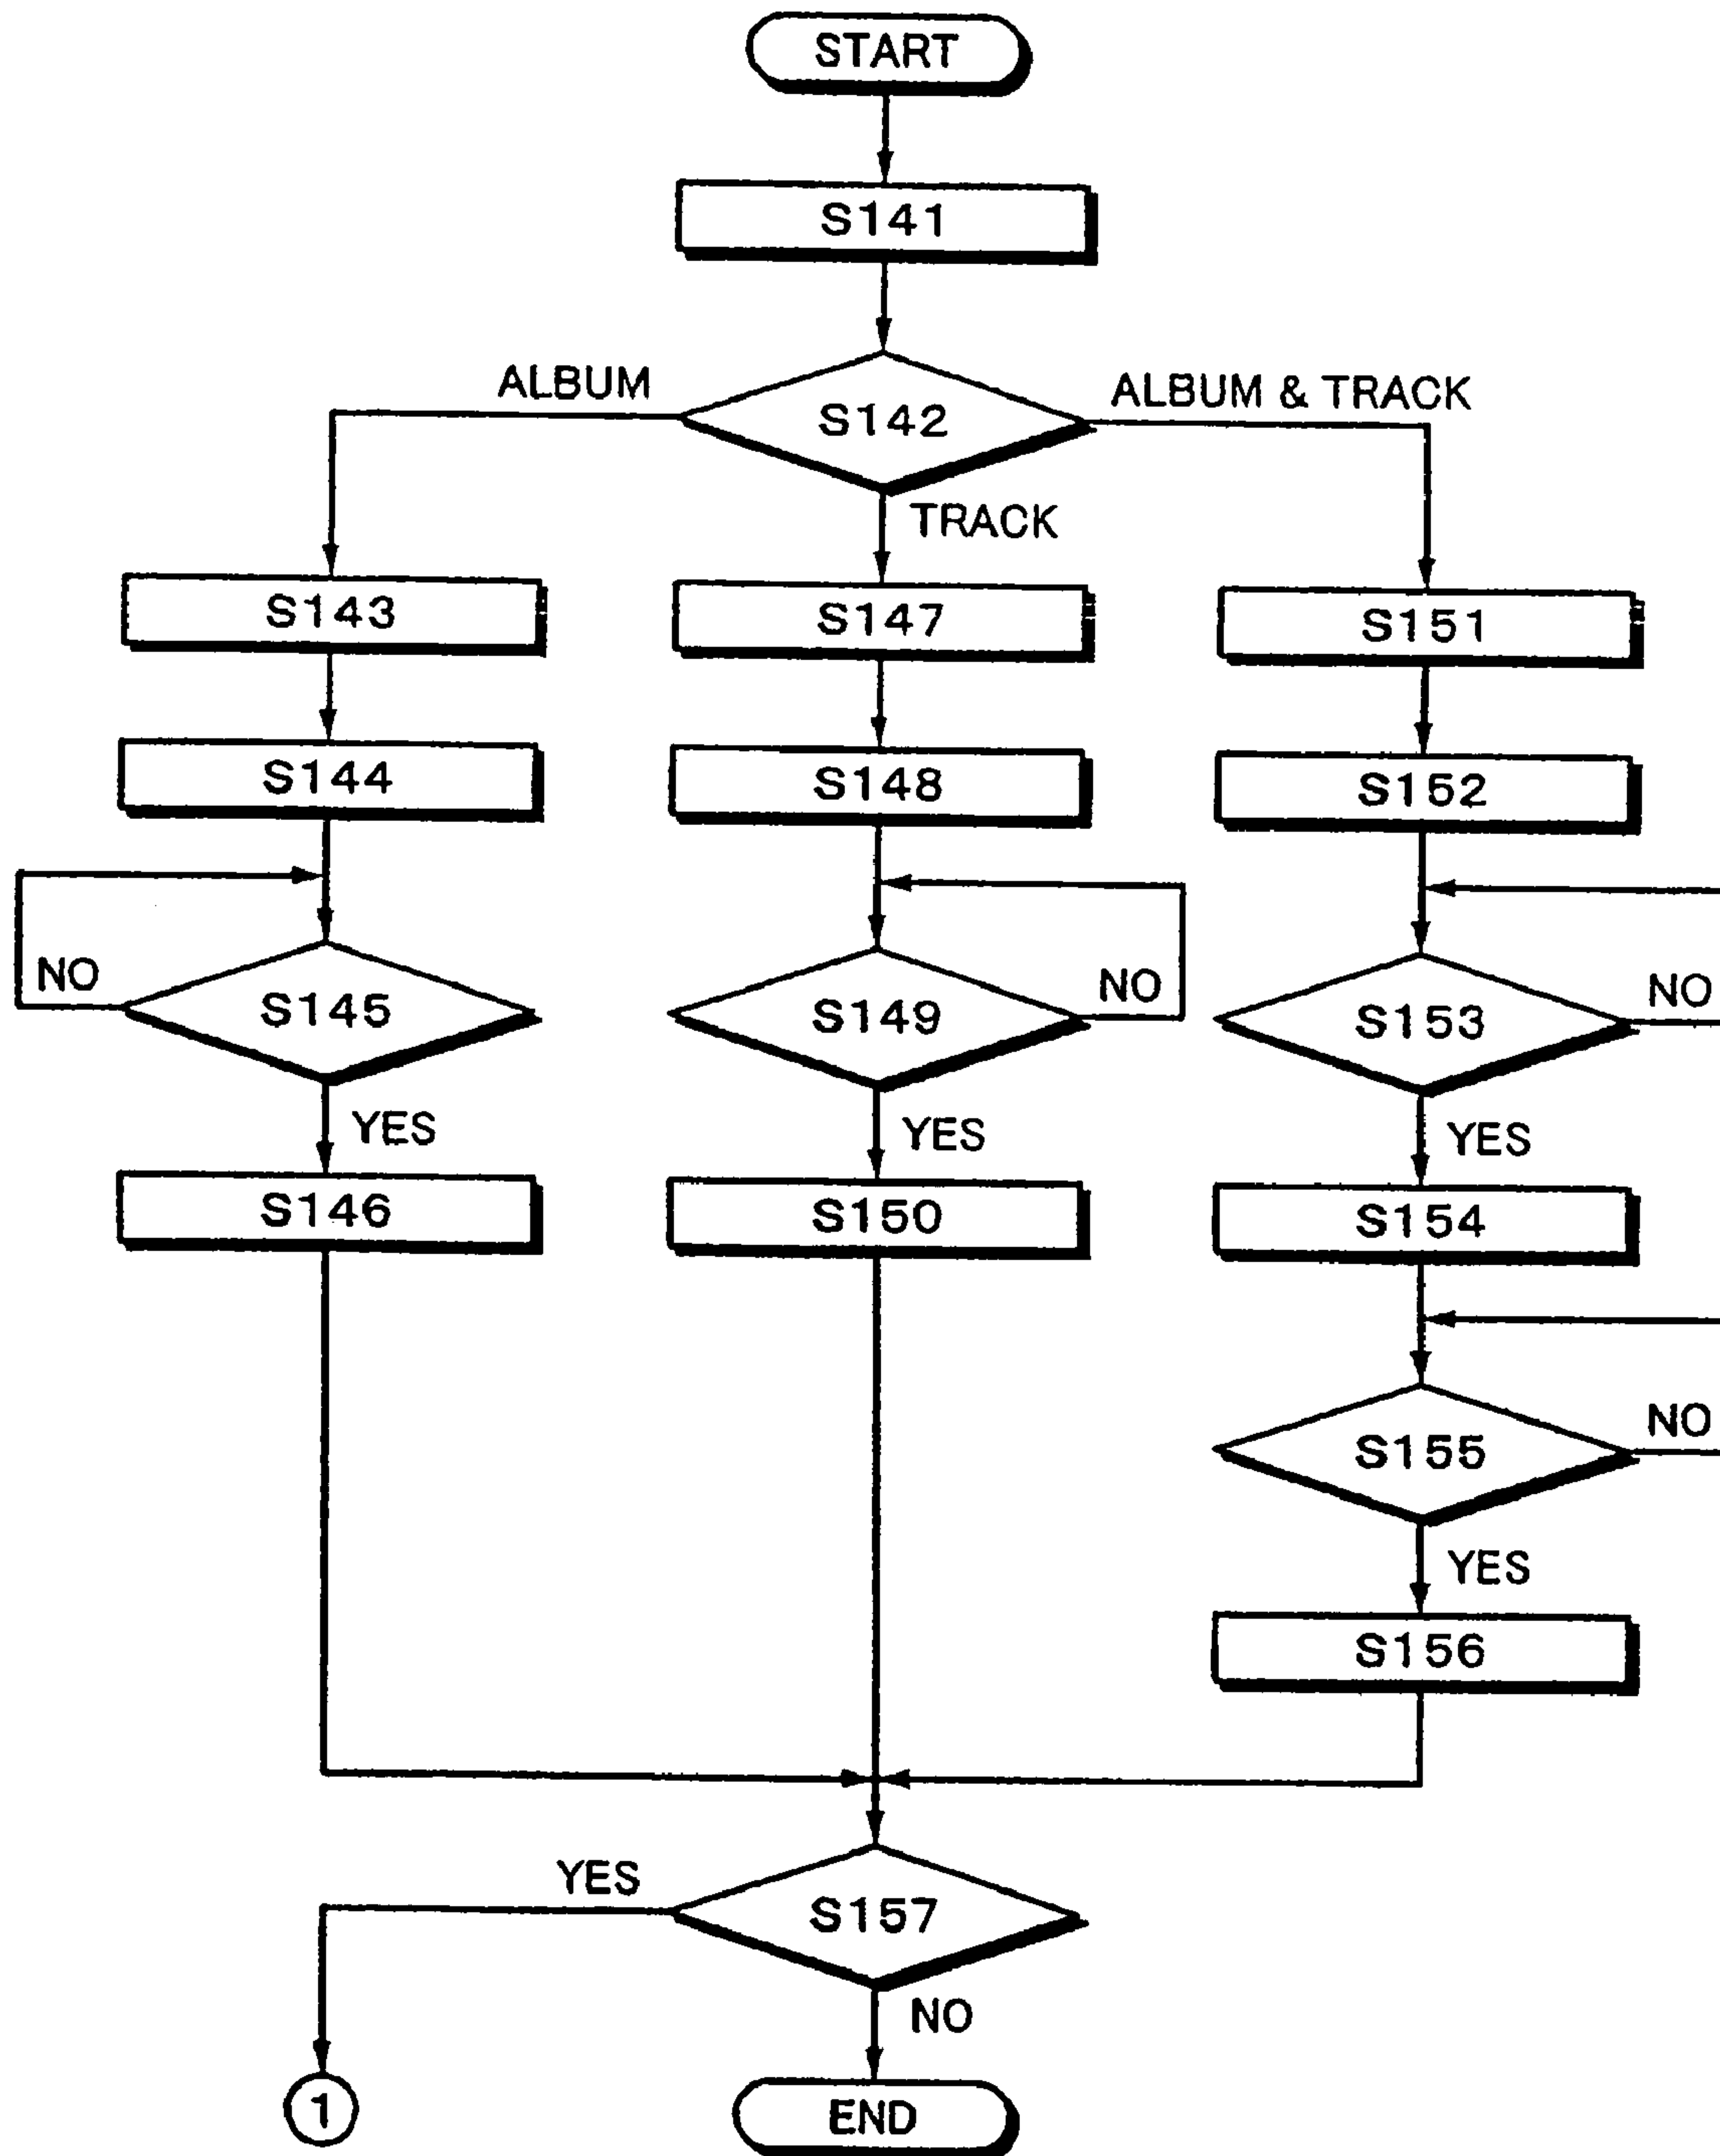 START
S141
ALBUM
S142
ALBUM & TRACK
TRACK
S143
S147
S151
S144
S148
S152
NO
S145
S149
NO
S153
NO
YES
YES
YES
S146
S150
S154
S155
NO
YES
S156
YES
S157
NO
1
END